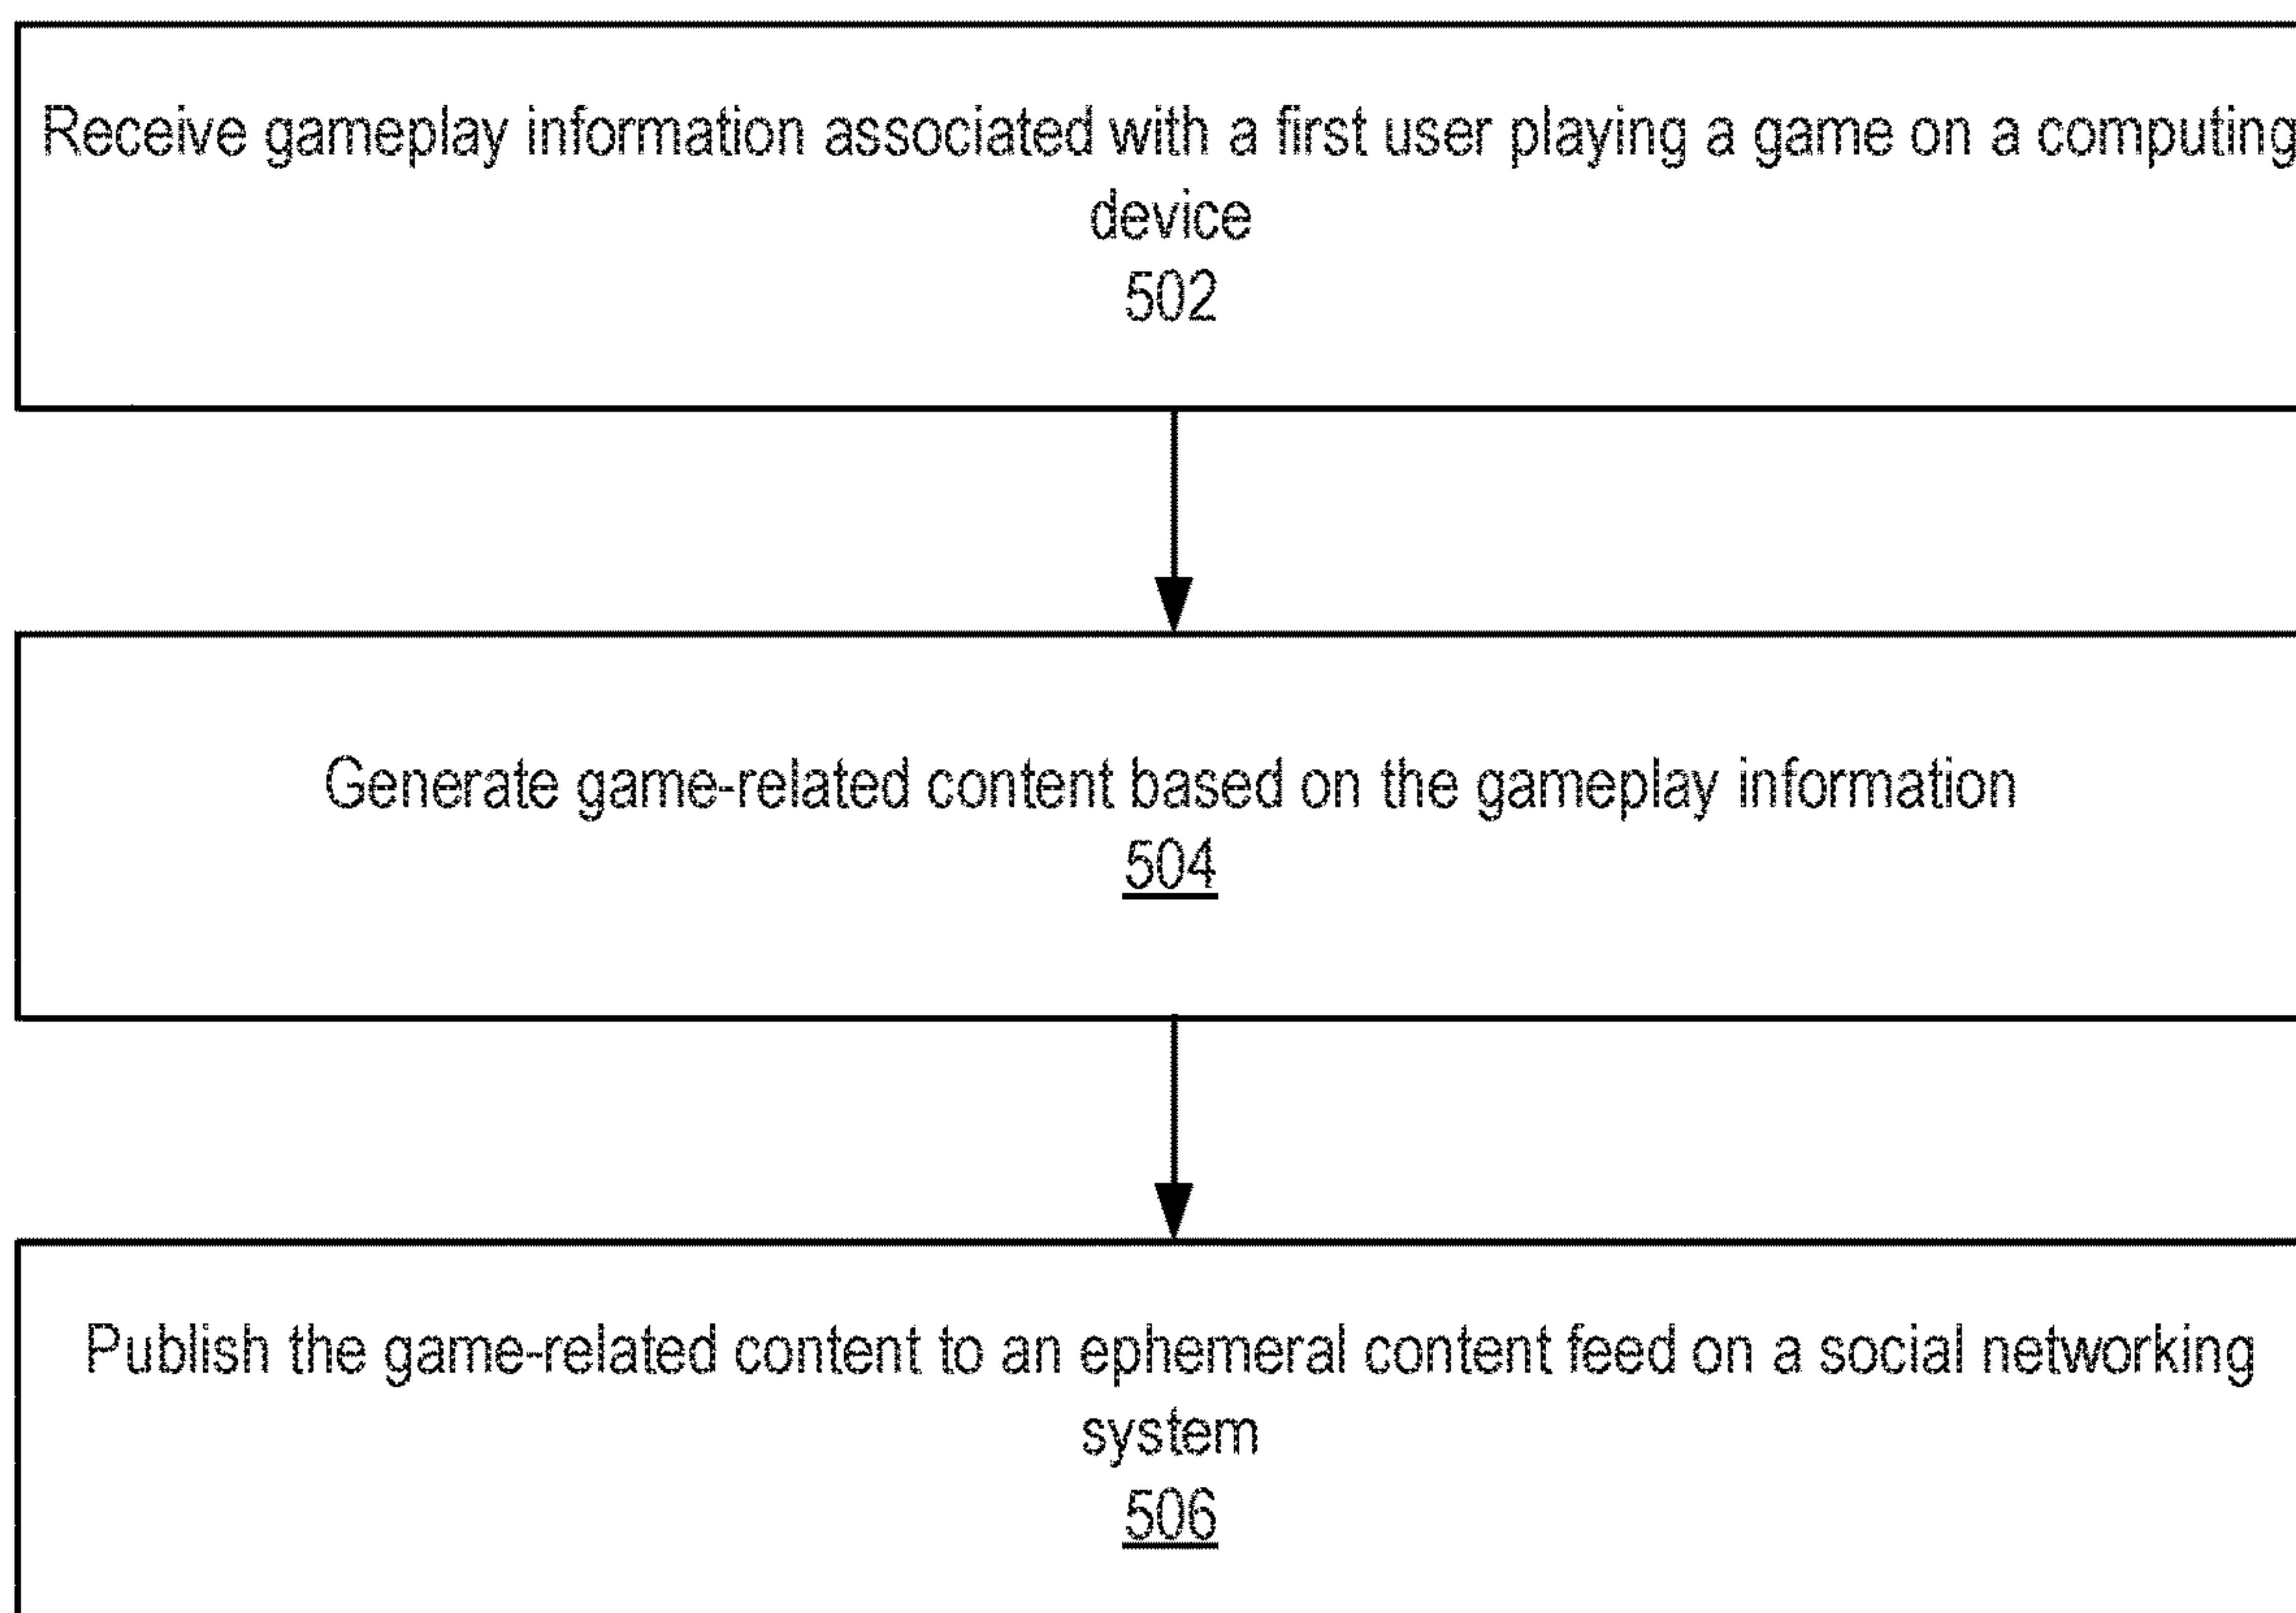 Receive gameplay information associated with a first user playing a game on a computing
device
502
Generate game-related content based on the gameplay information
504
Publish the game-related content to an ephemeral content feed on a social networking
system
506